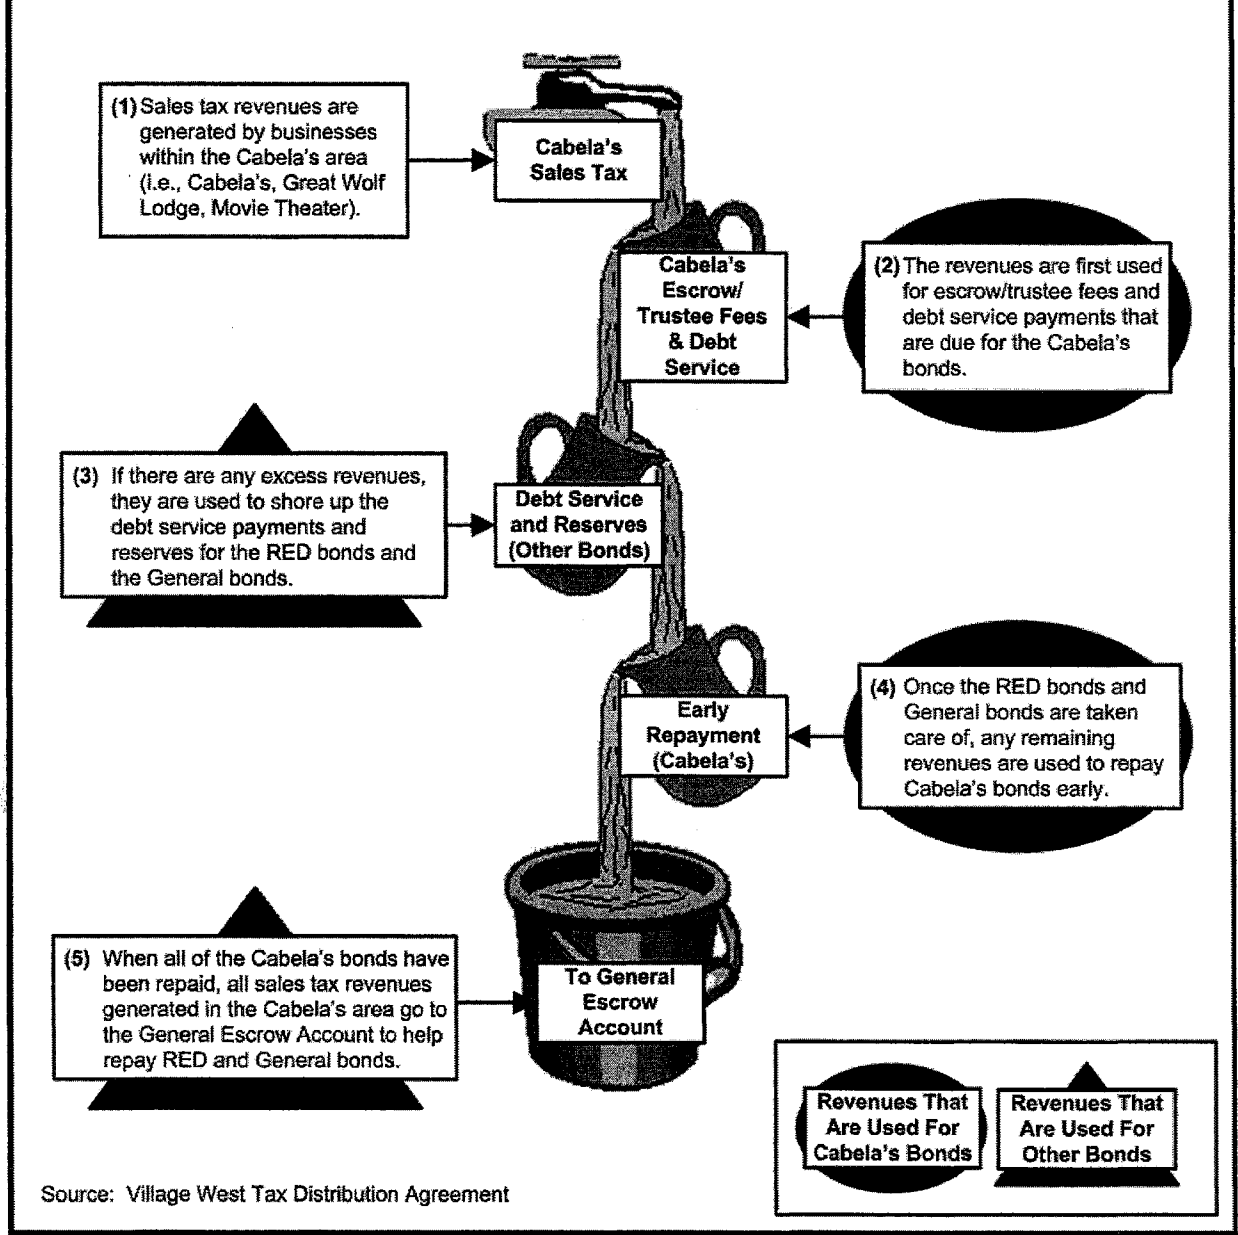 (1) Sales tax revenues are
generated by businesses
within the Cabela's area
(i.e., Cabela's, Great Wolf
Lodge, Movie Theater).
Cabela's
Sales Tax
Cabela's
Escrow/
Trustee Fees
& Debt
Service
(2) The revenues are first used
for escrow/trustee fees and
debt service payments that
are due for the Cabela's
bonds.
(3) If there are any excess revenues,
they are used to shore up the
debt service payments and
reserves for the RED bonds and
the General bonds.
Debt Service
and Reserves
(Other Bonds)
Early
Repayment
(Cabela's)
(4) Once the RED bonds and
General bonds are taken
care of, any remaining
revenues are used to repay
Cabela's bonds early.
(5) When all of the Cabela's bonds have
been repaid, all sales tax revenues
generated in the Cabela's area go to
the General Escrow Account to help
repay RED and General bonds.
To General
Escrow
Account
Revenues That
Are Used For
Cabela's Bonds
Revenues That
Are Used For
Other Bonds
Source: Village West Tax Distribution Agreement